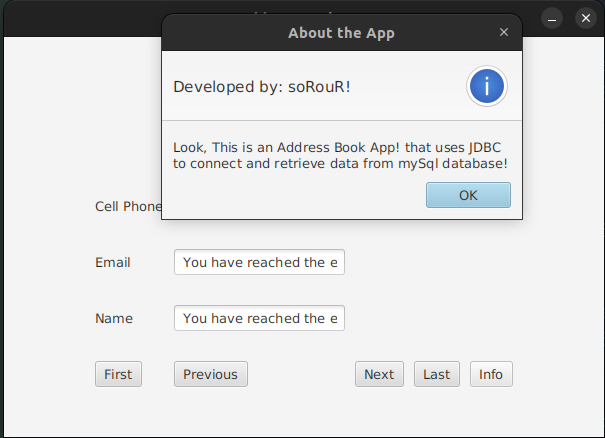 About the App
Developed by: soRouR!
Look, This is an Address Book App! that uses JDBC
to connect and retrieve data from mySql database!
OK
Cell Phone
Email
You have reached the e
Name
You have reached the e
First
Previous
Next
Last
Info